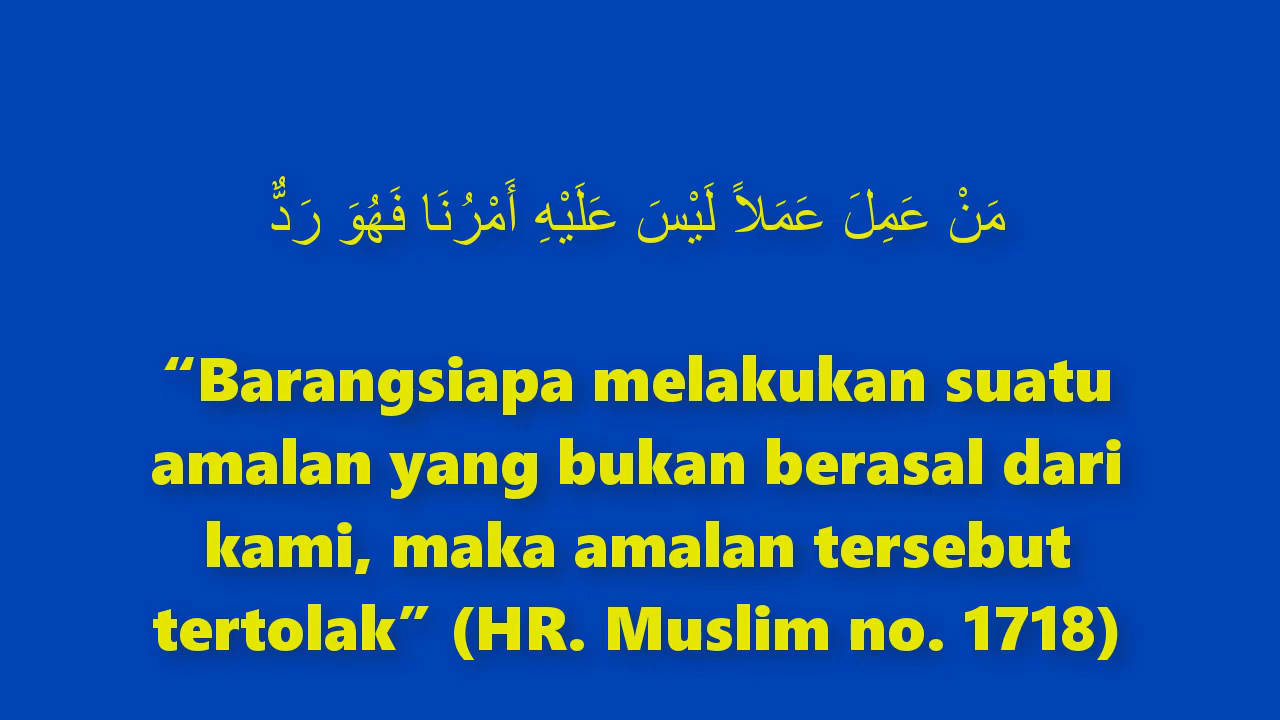 مَنْ عَمِلَ عَمَلاً لَيْسَ عَلَيْهِ أَمْرُنَا فَهُوَ رَدٌّ
“Barangsiapa melakukan suatu
amalan yang bukan berasal dari
kami, maka amalan tersebut
tertolak” (HR. Muslim no. 1718)